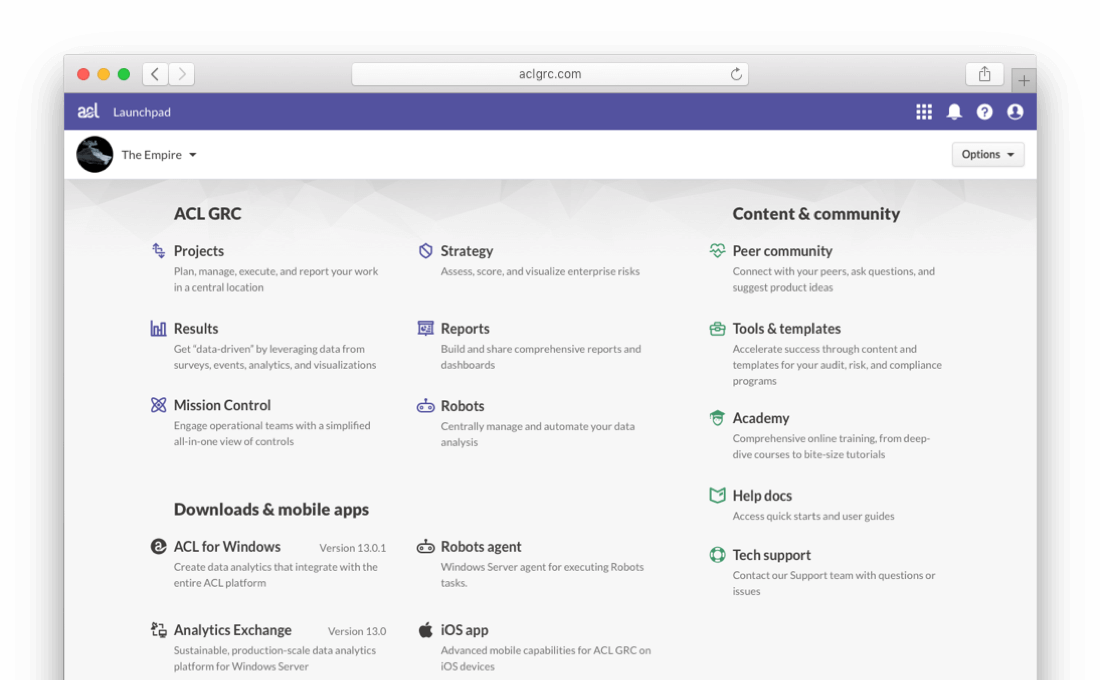 aclgrc.com
acl Launchpad
The Empire
Options
ACL GRC
Projects
Plan, manage, execute, and report your work
in a central location
Strategy
Assess, score, and visualize enterprise risks
Results
Get "data-driven" by leveraging data from
surveys, events, analytics, and visualizations
Reports
Build and share comprehensive reports and
dashboards
Mission Control
Engage operational teams with a simplified
all-in-one view of controls
Robots
Centrally manage and automate your data
analysis
Downloads & mobile apps
ACL for Windows Version 13.0.1
Create data analytics that integrate with the
entire ACL platform
Robots agent
Windows Server agent for executing Robots
tasks.
Analytics Exchange Version 13.0
Sustainable, production-scale data analytics
platform for Windows Server
iOS app
Advanced mobile capabilities for ACL GRC on
iOS devices
Content & community
Peer community
Connect with your peers, ask questions, and
suggest product ideas
Tools & templates
Accelerate success through content and
templates for your audit, risk, and compliance
programs
Academy
Comprehensive online training, from deep-
dive courses to bite-size tutorials
Help docs
Access quick starts and user guides
Tech support
Contact our Support team with questions or
issues